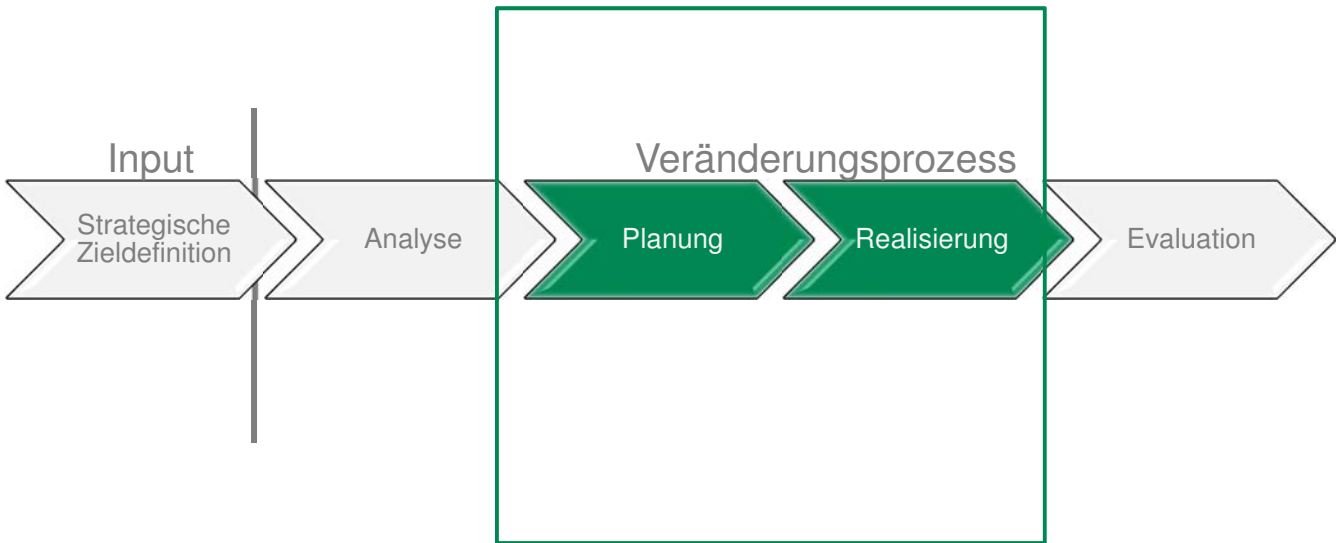 Input
Veränderungsprozess
Strategische
Zieldefinition
Analyse
Planung
Realisierung
Evaluation